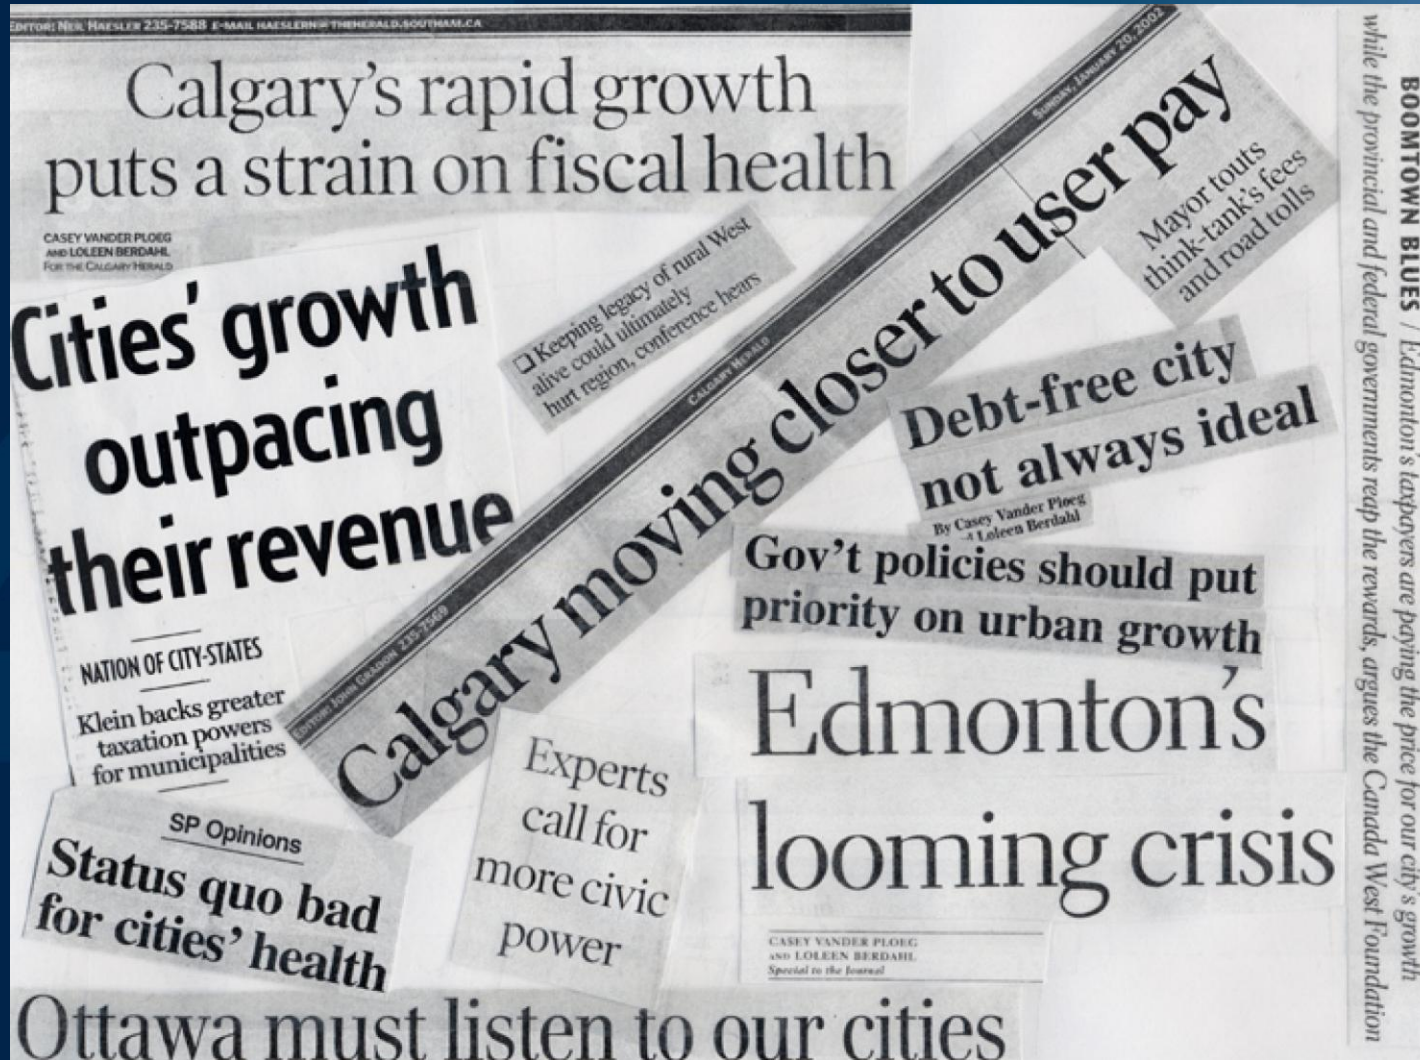 EDITOR: NEIL HAESLER 235-7588 E-MAIL HAESLERN@THEHERALD.SOUTHAM.CA
Calgary's rapid growth
puts a strain on fiscal health
CASEY VANDER PLOEG
AND LOLEEN BERDAHL
FOR THE CALGARY HERALD
Cities' growth
outpacing
their revenue
NATION OF CITY-STATES
Klein backs greater
taxation powers
for municipalities
❑ Keeping legacy of rural West
alive could ultimately
hurt region, conference hears
EDITOR: JOHN GRADON 235-7569
CALGARY HERALD
SUNDAY, JANUARY 20, 2002
Calgary moving closer to user pay
Mayor touts
think-tank's fees
and road tolls
Debt-free city
not always ideal
By Casey Vander Ploeg
Loleen Berdahl
Gov't policies should put
priority on urban growth
Edmonton's
looming crisis
CASEY VANDER PLOEG
AND LOLEEN BERDAHL
Special to the Journal
SP Opinions
Status quo bad
for cities' health
Experts
call for
more civic
power
Ottawa must listen to our cities
BOOMTOWN BLUES / Edmonton's taxpayers are paying the price for our city's growth
while the provincial and federal governments reap the rewards, argues the Canada West Foundation